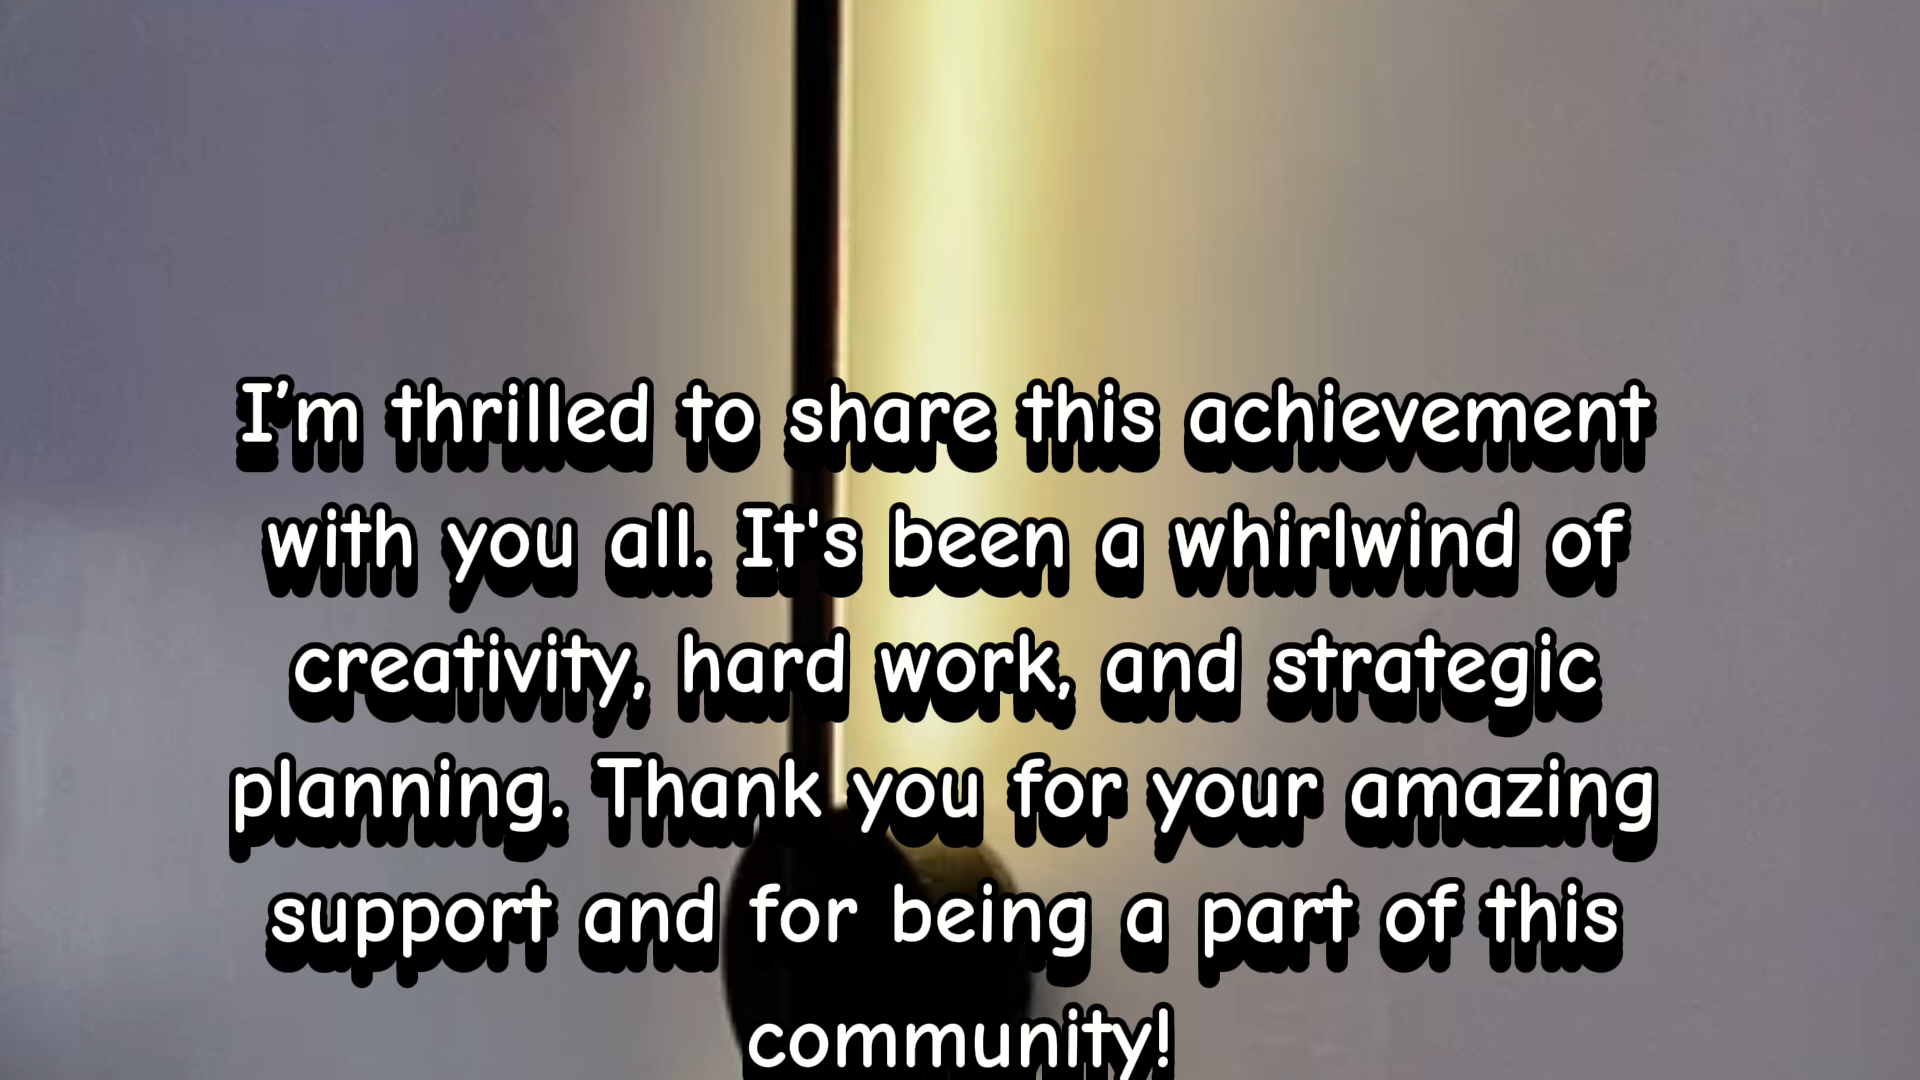 I’m thrilled to share this achievement
with you all. It's been a whirlwind of
creativity, hard work, and strategic
planning. Thank you for your amazing
support and for being a part of this
community!